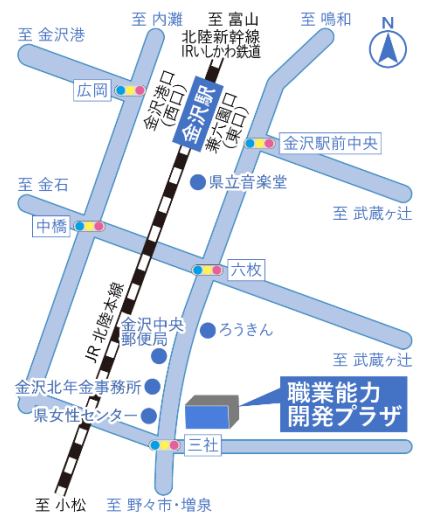 至 内灘
至 富山
至 鳴和
N
至 金沢港
北陸新幹線
IRいしかわ鉄道
広岡
金沢港口
(西口)
金沢駅
兼六園口
(東口)
金沢駅前中央
県立音楽堂
至 金石
至 武蔵ヶ辻
中橋
六枚
JR 北陸本線
金沢中央
郵便局
ろうきん
至 武蔵ヶ辻
金沢北年金事務所
職業能力
開発プラザ
県女性センター
三社
至 小松
至 野々市・増泉